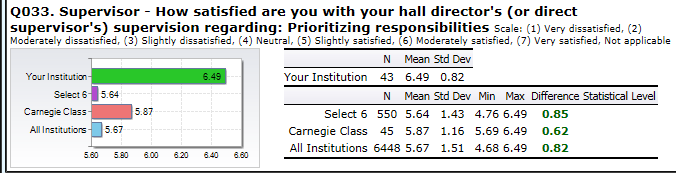 Q033. Supervisor - How satisfied are you with your hall director's (or direct
supervisor's) supervision regarding: Prioritizing responsibilities Scale: (1) Very dissatisfied, (2)
Moderately dissatisfied, (3) Slightly dissatisfied, (4) Neutral, (5) Slightly satisfied, (6) Moderately satisfied, (7) Very satisfied, Not applicable
Your Institution 6.49
Select 6 5.64
Carnegie Class 5.87
All Institutions 5.67
5.60 5.80 6.00 6.20 6.40 6.60
N Mean Std Dev
Your Institution 43 6.49 0.82
N Mean Std Dev Min Max Difference Statistical Level
Select 6 550 5.64 1.43 4.76 6.49 0.85
Carnegie Class 45 5.87 1.16 5.69 6.49 0.62
All Institutions 6448 5.67 1.51 4.68 6.49 0.82